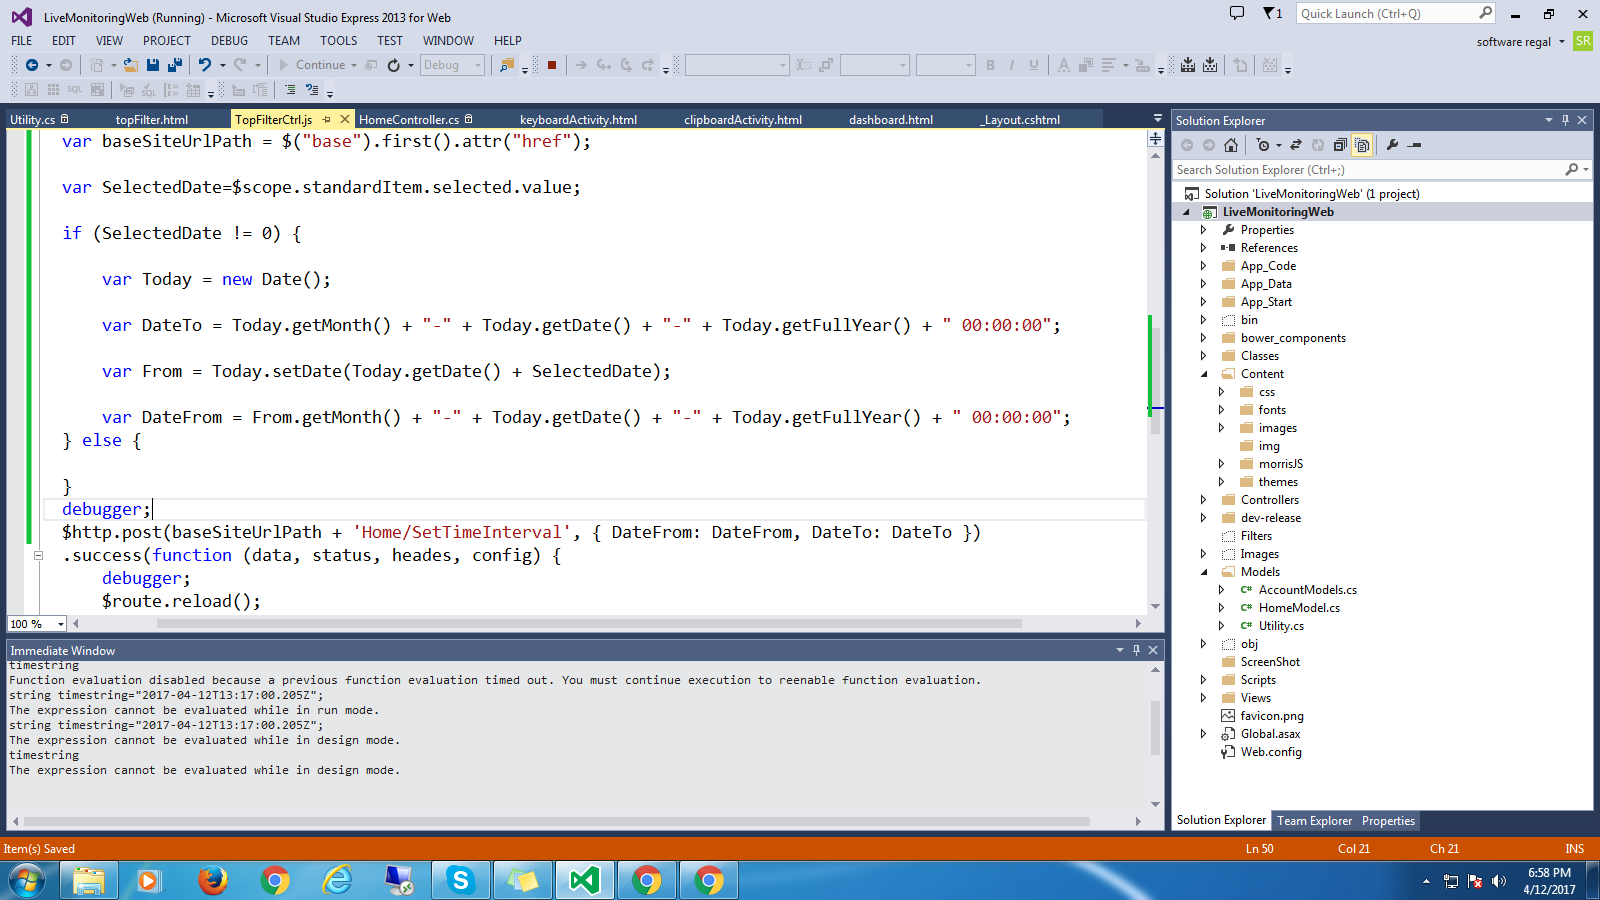 LiveMonitoringWeb (Running) - Microsoft Visual Studio Express 2013 for Web
1
Quick Launch (Ctrl+Q)
FILE EDIT VIEW PROJECT DEBUG TEAM TOOLS TEST WINDOW HELP
software regal
SR
Continue
Debug
B I U A
SQL SQL
Utility.cs topFilter.html TopFilterCtrl.js HomeController.cs keyboardActivity.html clipboardActivity.html dashboard.html _Layout.cshtml
var baseSiteUrlPath = $("base").first().attr("href");
var SelectedDate=$scope.standardItem.selected.value;
if (SelectedDate != 0) {
var Today = new Date();
var DateTo = Today.getMonth() + "-" + Today.getDate() + "-" + Today.getFullYear() + " 00:00:00";
var From = Today.setDate(Today.getDate() + SelectedDate);
var DateFrom = From.getMonth() + "-" + Today.getDate() + "-" + Today.getFullYear() + " 00:00:00";
} else {
}
debugger;
$http.post(baseSiteUrlPath + 'Home/SetTimeInterval', { DateFrom: DateFrom, DateTo: DateTo })
.success(function (data, status, heades, config) {
debugger;
$route.reload();
100 %
Immediate Window
timestring
Function evaluation disabled because a previous function evaluation timed out. You must continue execution to reenable function evaluation.
string timestring="2017-04-12T13:17:00.205Z";
The expression cannot be evaluated while in run mode.
string timestring="2017-04-12T13:17:00.205Z";
The expression cannot be evaluated while in design mode.
timestring
The expression cannot be evaluated while in design mode.
Solution Explorer
Search Solution Explorer (Ctrl+;)
Solution 'LiveMonitoringWeb' (1 project)
LiveMonitoringWeb
Properties
References
App_Code
App_Data
App_Start
bin
bower_components
Classes
Content
css
fonts
images
img
morrisJS
themes
Controllers
dev-release
Filters
Images
Models
C# AccountModels.cs
C# HomeModel.cs
C# Utility.cs
obj
ScreenShot
Scripts
Views
favicon.png
Global.asax
Web.config
Solution Explorer Team Explorer Properties
Item(s) Saved
Ln 50 Col 21 Ch 21 INS
6:58 PM
4/12/2017